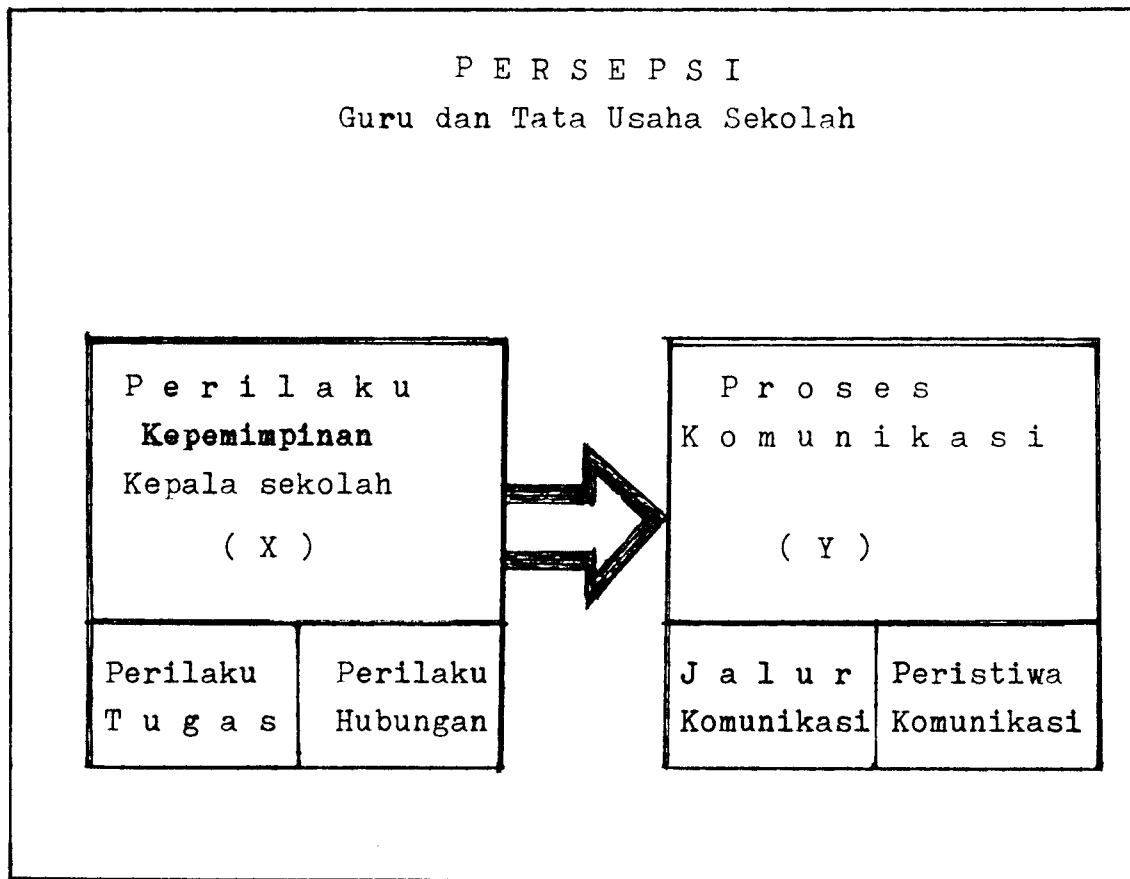 P E R S E P S I
Guru dan Tata Usaha Sekolah
P e r i l a k u
Kepemimpinan
Kepala sekolah
( X )
P r o s e s
K o m u n i k a s i
( Y )
Perilaku
T u g a s
Perilaku
Hubungan
J a l u r
Komunikasi
Peristiwa
Komunikasi